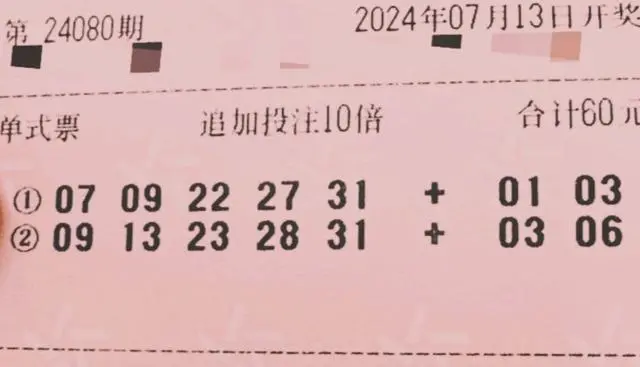 第 24080期 2024年07月13日开奖
单式票 追加投注10倍 合计60元
① 07 09 22 27 31 + 01 03
② 09 13 23 28 31 + 03 06